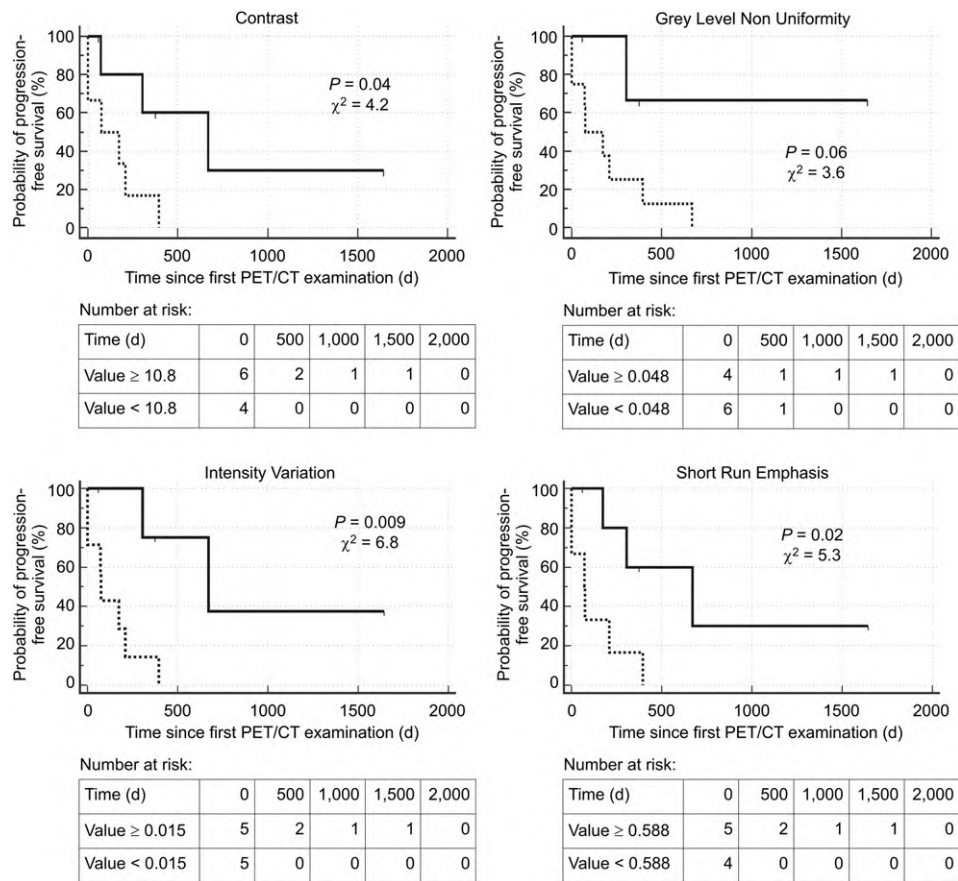 Contrast
Probability of progression-
free survival (%)
100
80
60
40
20
0
P = 0.04
χ² = 4.2
0 500 1000 1500 2000
Time since first PET/CT examination (d)
Number at risk:
Time (d) 0 500 1,000 1,500 2,000
Value ≥ 10.8 6 2 1 1 0
Value < 10.8 4 0 0 0 0
Grey Level Non Uniformity
Probability of progression-
free survival (%)
100
80
60
40
20
0
P = 0.06
χ² = 3.6
0 500 1000 1500 2000
Time since first PET/CT examination (d)
Number at risk:
Time (d) 0 500 1,000 1,500 2,000
Value ≥ 0.048 4 1 1 1 0
Value < 0.048 6 1 0 0 0
Intensity Variation
Probability of progression-
free survival (%)
100
80
60
40
20
0
P = 0.009
χ² = 6.8
0 500 1000 1500 2000
Time since first PET/CT examination (d)
Number at risk:
Time (d) 0 500 1,000 1,500 2,000
Value ≥ 0.015 5 2 1 1 0
Value < 0.015 5 0 0 0 0
Short Run Emphasis
Probability of progression-
free survival (%)
100
80
60
40
20
0
P = 0.02
χ² = 5.3
0 500 1000 1500 2000
Time since first PET/CT examination (d)
Number at risk:
Time (d) 0 500 1,000 1,500 2,000
Value ≥ 0.588 5 2 1 1 0
Value < 0.588 4 0 0 0 0